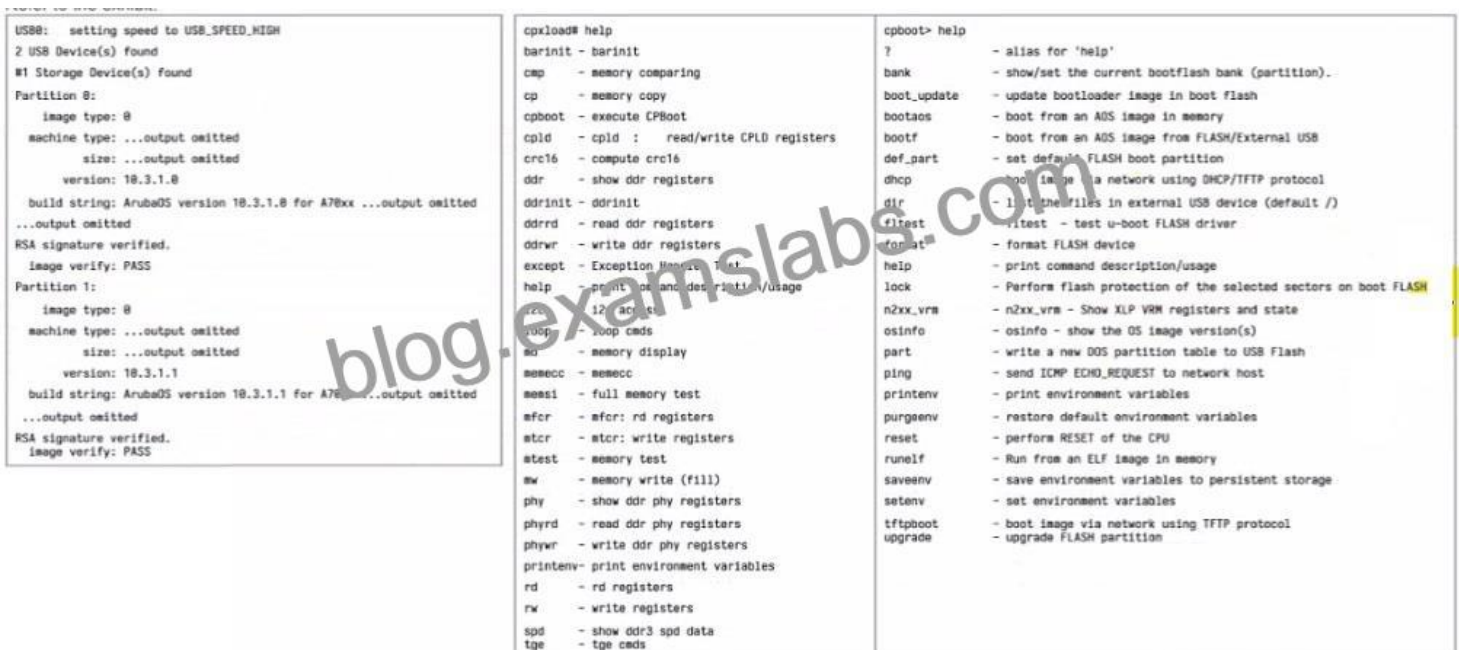 USB0: setting speed to USB_SPEED_HIGH
2 USB Device(s) found
#1 Storage Device(s) found
Partition 0:
image type: 0
machine type: ...output omitted
size: ...output omitted
version: 10.3.1.0
build string: ArubaOS version 10.3.1.0 for A70xx ...output omitted
...output omitted
RSA signature verified.
image verify: PASS
Partition 1:
image type: 0
machine type: ...output omitted
size: ...output omitted
version: 10.3.1.1
build string: ArubaOS version 10.3.1.1 for ...output omitted
...output omitted
RSA signature verified.
image verify: PASS
cpxload# help
barinit - barinit
cmp - memory comparing
cp - memory copy
cpboot - execute CPBoot
cpld - cpld : read/write CPLD registers
crc16 - compute crc16
ddr - show ddr registers
ddrinit - ddrinit
ddrrd - read ddr registers
ddrwr - write ddr registers
except - Exception Test
help - print command description/usage
loop - loop cmds
- memory display
memecc - memecc
memsi - full memory test
mfcr - mfcr: rd registers
mtcr - mtcr: write registers
mtest - memory test
mw - memory write (fill)
phy - show ddr phy registers
phyrd - read ddr phy registers
phywr - write ddr phy registers
printenv- print environment variables
rd - rd registers
rw - write registers
spd - show ddr3 spd data
tge - tge cmds
cpboot> help
? - alias for 'help'
bank - show/set the current bootflash bank (partition).
boot_update - update bootloader image in boot flash
bootaos - boot from an AOS image in memory
bootf - boot from an AOS image from FLASH/External USB
def_part - set default FLASH boot partition
dhcp - boot image via network using DHCP/TFTP protocol
dir - list the files in external USB device (default /)
fltest - fltest - test u-boot FLASH driver
format - format FLASH device
help - print command description/usage
lock - Perform flash protection of the selected sectors on boot FLASH
n2xx_vrm - n2xx_vrm - Show XLP VRM registers and state
osinfo - osinfo - show the OS image version(s)
part - write a new DOS partition table to USB Flash
ping - send ICMP ECHO_REQUEST to network host
printenv - print environment variables
purgeenv - restore default environment variables
reset - perform RESET of the CPU
runelf - Run from an ELF image in memory
saveenv - save environment variables to persistent storage
setenv - set environment variables
tftpboot - boot image via network using TFTP protocol
upgrade - upgrade FLASH partition
blog.examslabs.com